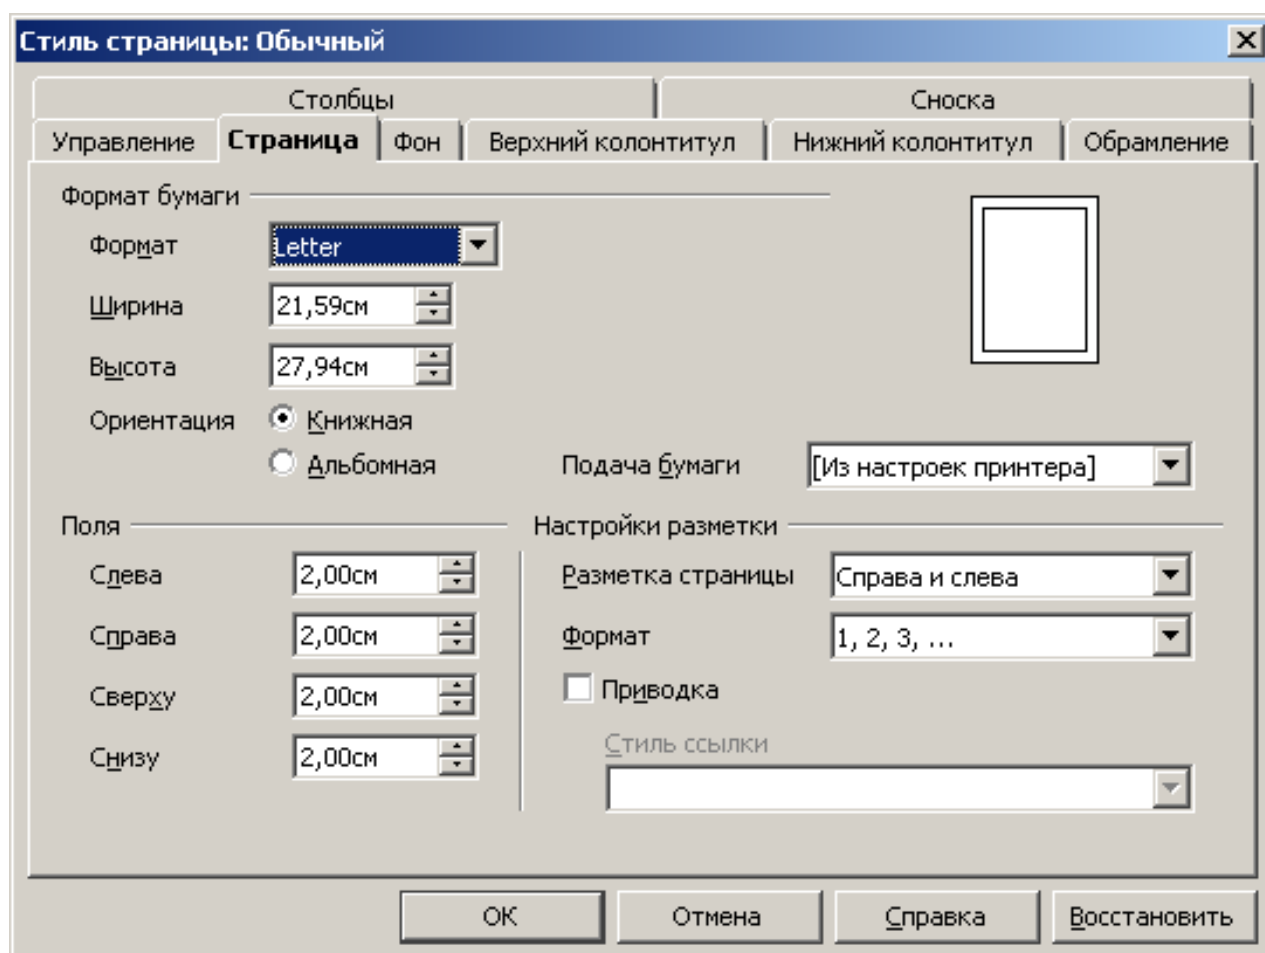 Стиль страницы: Обычный
Столбцы Сноска
Управление Страница Фон Верхний колонтитул Нижний колонтитул Обрамление
Формат бумаги
Формат Letter
Ширина 21,59см
Высота 27,94см
Ориентация Книжная
Альбомная Подача бумаги [Из настроек принтера]
Поля Настройки разметки
Слева 2,00см Разметка страницы Справа и слева
Справа 2,00см Формат 1, 2, 3, ...
Сверху 2,00см Приводка
Снизу 2,00см Стиль ссылки
ОК Отмена Справка Восстановить